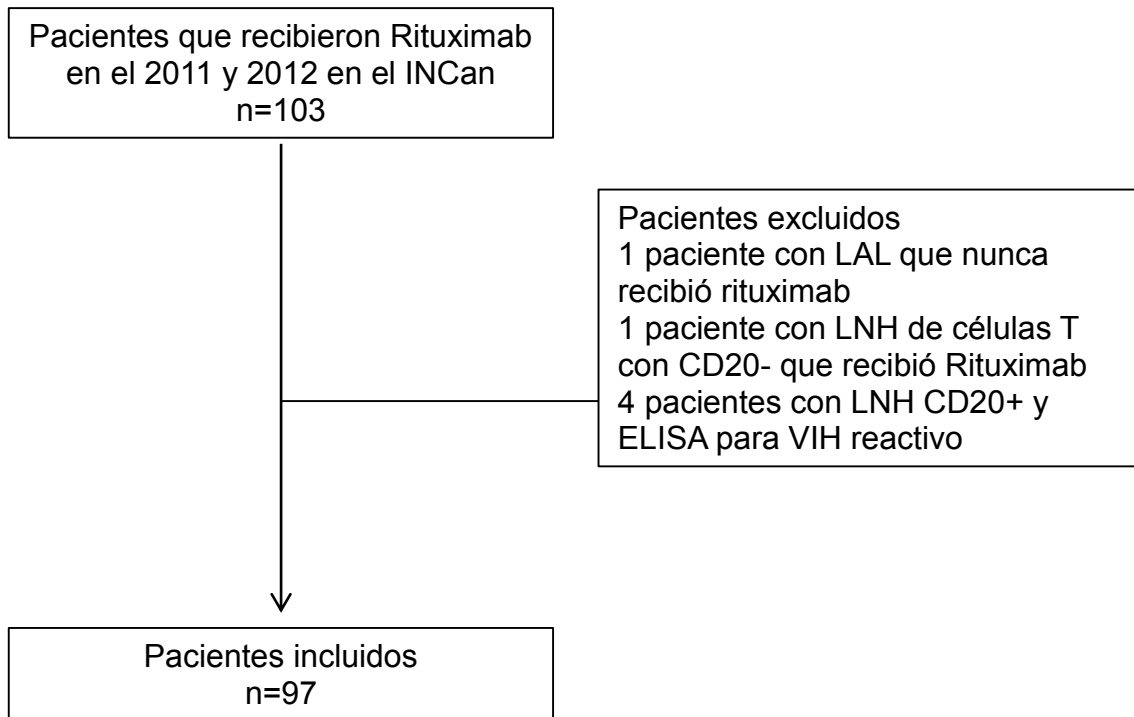 Pacientes que recibieron Rituximab
en el 2011 y 2012 en el INCan
n=103
Pacientes excluidos
1 paciente con LAL que nunca
recibió rituximab
1 paciente con LNH de células T
con CD20- que recibió Rituximab
4 pacientes con LNH CD20+ y
ELISA para VIH reactivo
Pacientes incluidos
n=97